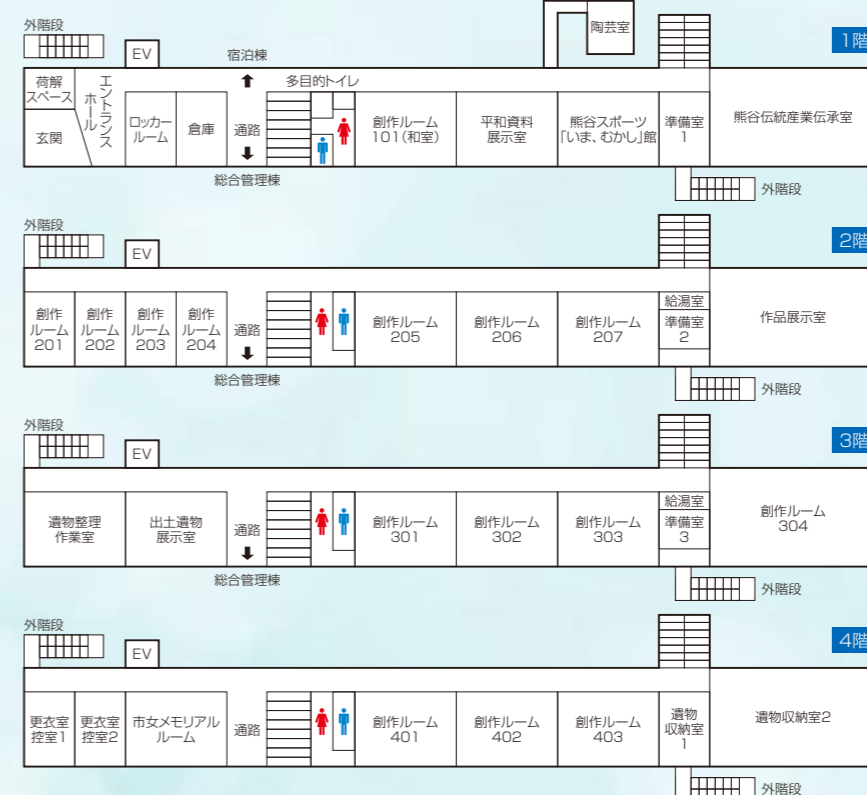 外階段
EV
宿泊棟
陶芸室
1階
荷解
スペース
玄関
エントランス
ホール
ロッカー
ルーム
倉庫
通路
多目的トイレ
創作ルーム
101(和室)
平和資料
展示室
熊谷スポーツ
「いま、むかし」館
準備室
1
熊谷伝統産業伝承室
総合管理棟
外階段
外階段
EV
2階
創作
ルーム
201
創作
ルーム
202
創作
ルーム
203
創作
ルーム
204
通路
創作ルーム
205
創作ルーム
206
創作ルーム
207
給湯室
準備室
2
作品展示室
総合管理棟
外階段
外階段
EV
3階
遺物整理
作業室
出土遺物
展示室
通路
創作ルーム
301
創作ルーム
302
創作ルーム
303
給湯室
準備室
3
創作ルーム
304
総合管理棟
外階段
外階段
EV
4階
更衣室
控室1
更衣室
控室2
市女メモリアル
ルーム
通路
創作ルーム
401
創作ルーム
402
創作ルーム
403
遺物
収納室
1
遺物収納室2
外階段